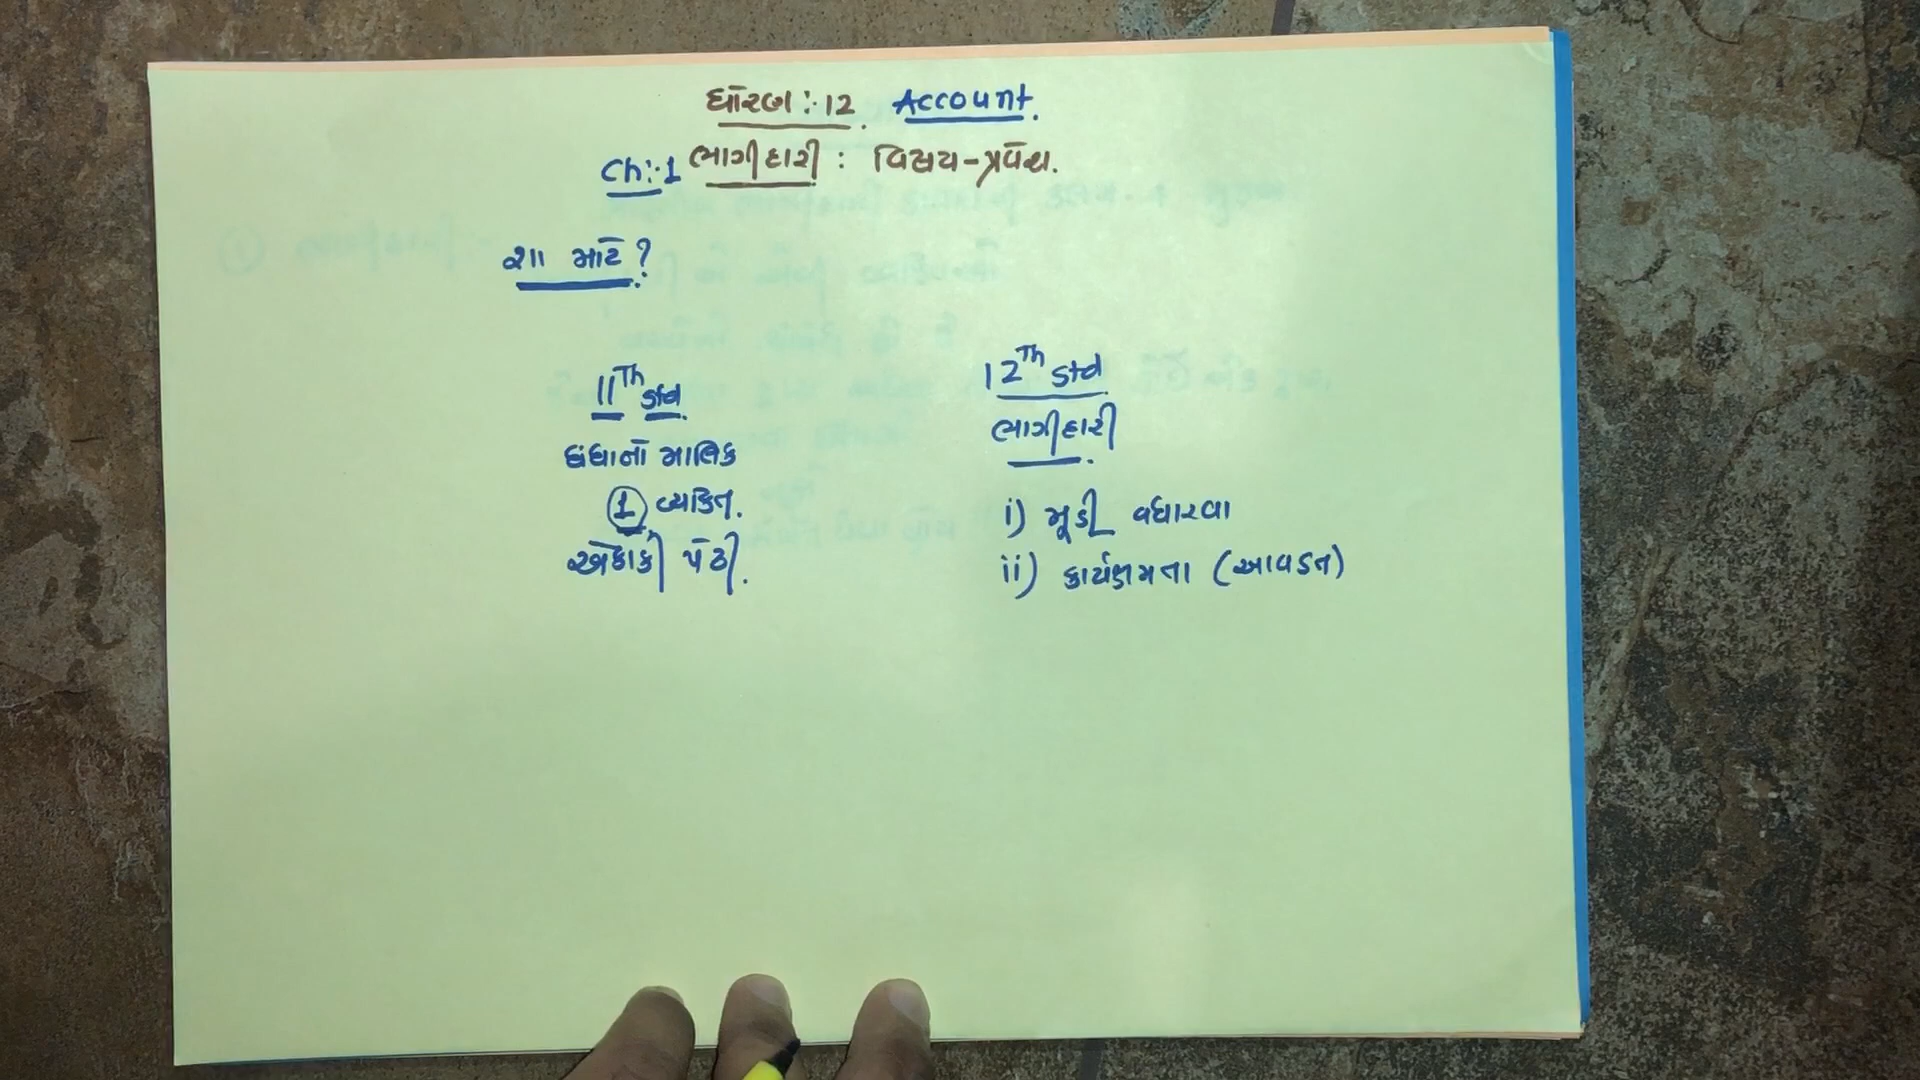 ધોરણ :- 12 Account.
Ch :- 1 ભાગીદારી : વિષય-પ્રવેશ.
શા માટે ?
11Th std
ધંધાનો માલિક
1 વ્યકિત.
એકાકી પેઢી.
12Th std
ભાગીદારી
i) મૂડી વધારવા
ii) કાર્યક્ષમતા (આવડત)